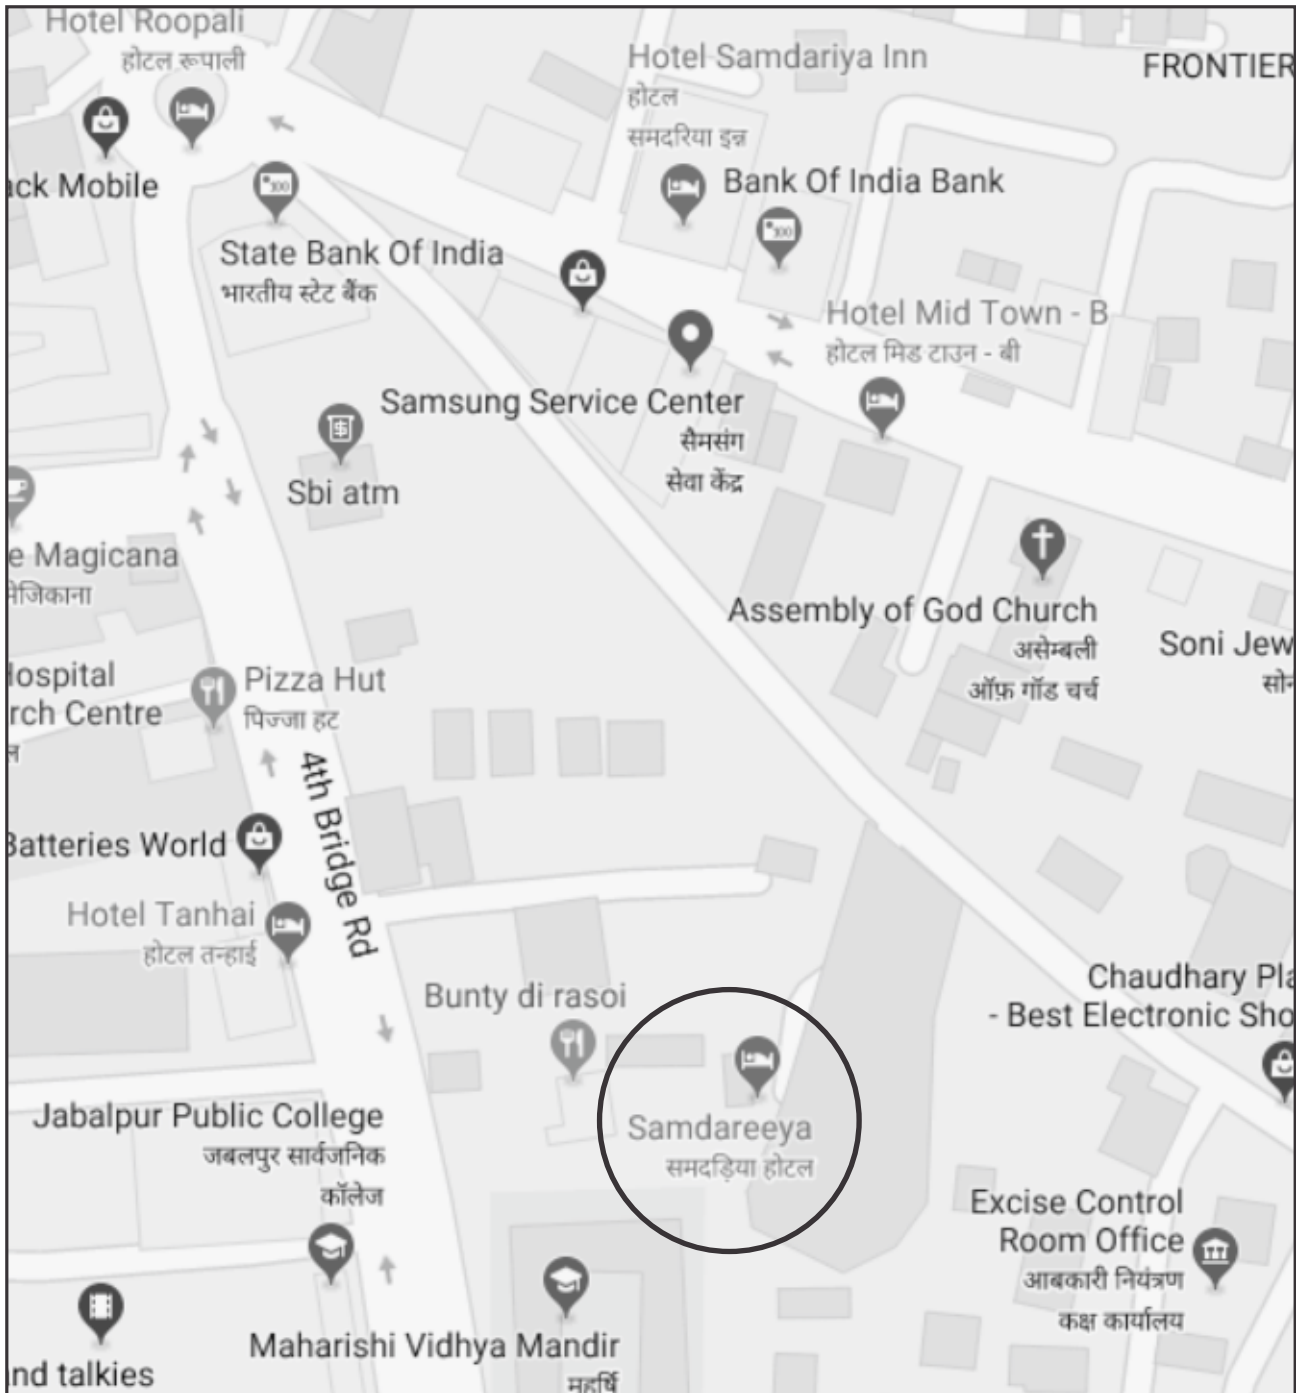 Hotel Roopali
होटल रूपाली
ack Mobile
State Bank Of India
भारतीय स्टेट बैंक
Hotel Samdariya Inn
होटल
समदरिया इन्न
Bank Of India Bank
FRONTIER
Hotel Mid Town - B
होटल मिड टाउन - बी
Samsung Service Center
सैमसंग
सेवा केंद्र
Sbi atm
e Magicana
मेजिकाना
Assembly of God Church
असेम्बली
ऑफ़ गॉड चर्च
Soni Jew
सोन
Hospital
rch Centre
ल
Pizza Hut
पिज्जा हट
4th Bridge Rd
Batteries World
Hotel Tanhai
होटल तन्हाई
Bunty di rasoi
Chaudhary Pla
- Best Electronic Sho
Samdareeya
समदड़िया होटल
Jabalpur Public College
जबलपुर सार्वजनिक
कॉलेज
Excise Control
Room Office
आबकारी नियंत्रण
कक्ष कार्यालय
Maharishi Vidhya Mandir
महर्षि
nd talkies